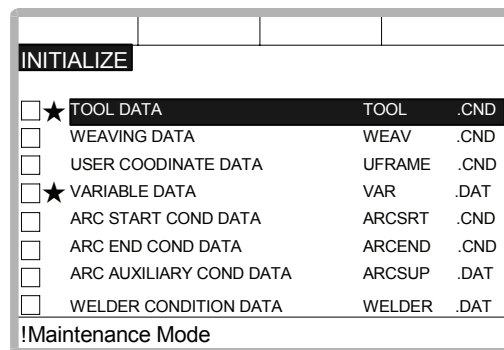 INITIALIZE
★ TOOL DATA TOOL .CND
WEAVING DATA WEAV .CND
USER COODINATE DATA UFRAME .CND
★ VARIABLE DATA VAR .DAT
ARC START COND DATA ARCSRT .CND
ARC END COND DATA ARCEND .CND
ARC AUXILIARY COND DATA ARCSUP .DAT
WELDER CONDITION DATA WELDER .DAT
!Maintenance Mode